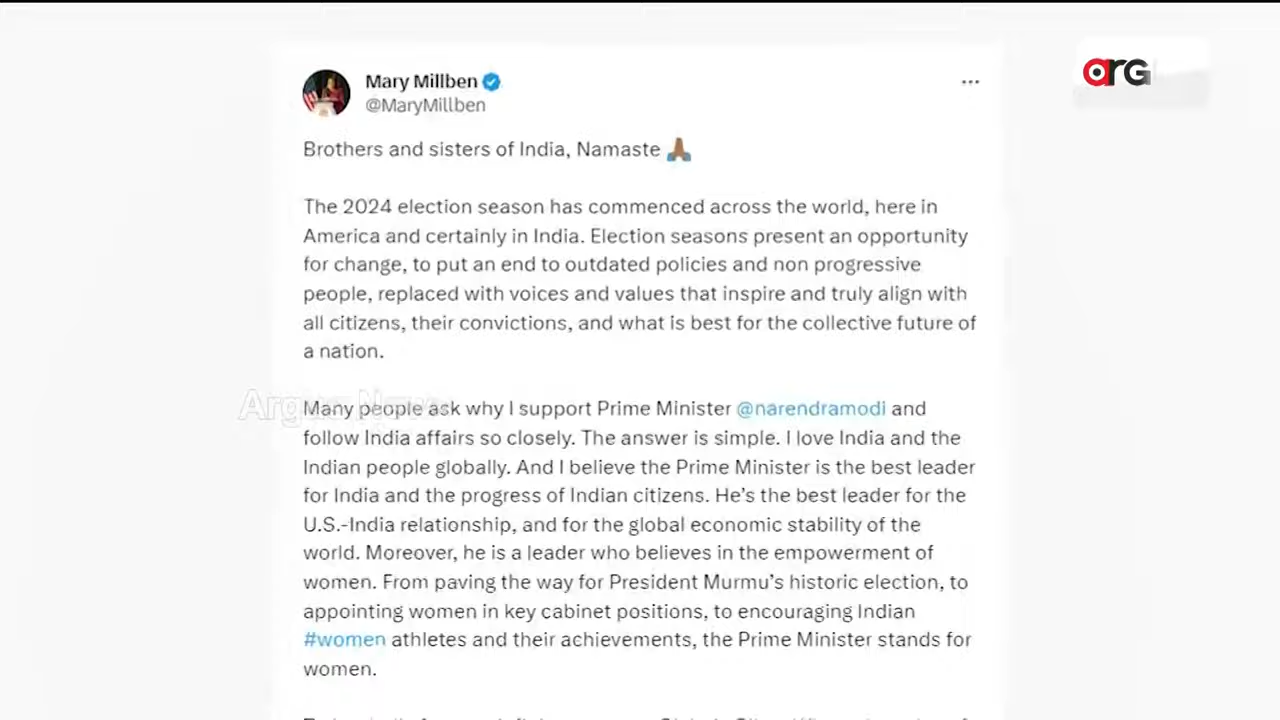 Mary Millben
@MaryMillben
arg
Brothers and sisters of India, Namaste 🙏🏾
The 2024 election season has commenced across the world, here in
America and certainly in India. Election seasons present an opportunity
for change, to put an end to outdated policies and non progressive
people, replaced with voices and values that inspire and truly align with
all citizens, their convictions, and what is best for the collective future of
a nation.
Argus News
Many people ask why I support Prime Minister @narendramodi and
follow India affairs so closely. The answer is simple. I love India and the
Indian people globally. And I believe the Prime Minister is the best leader
for India and the progress of Indian citizens. He's the best leader for the
U.S.-India relationship, and for the global economic stability of the
world. Moreover, he is a leader who believes in the empowerment of
women. From paving the way for President Murmu's historic election, to
appointing women in key cabinet positions, to encouraging Indian
#women athletes and their achievements, the Prime Minister stands for
women.